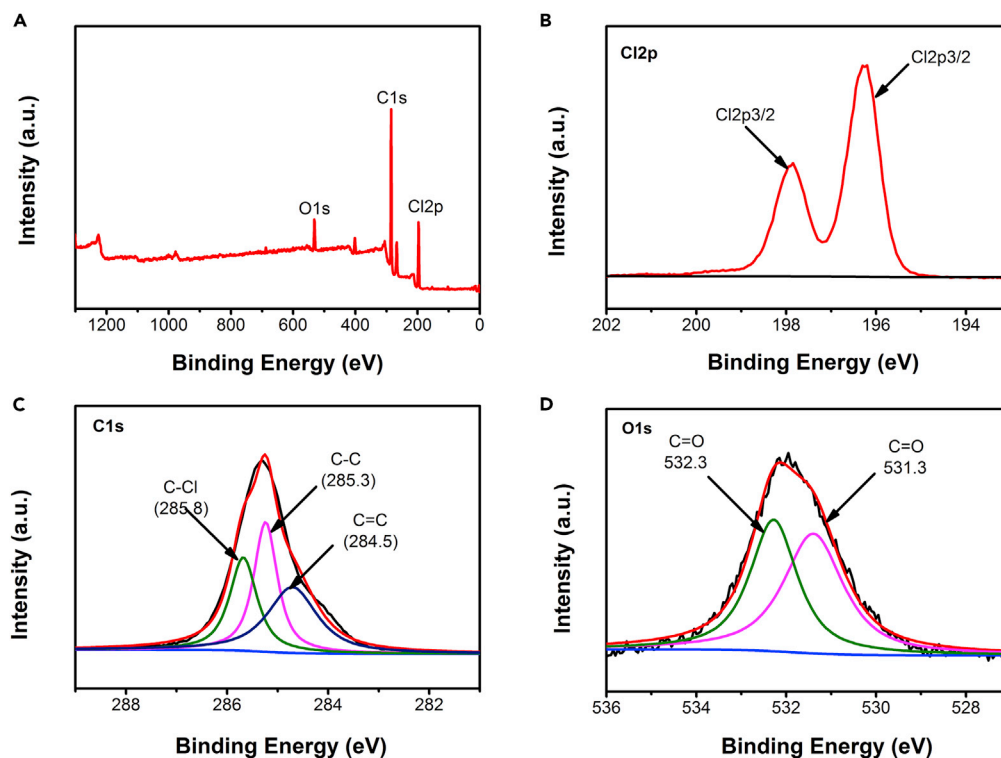 A
C1s
O1s
Cl2p
Intensity (a.u.)
1200 1000 800 600 400 200 0
Binding Energy (eV)
B
Cl2p
Cl2p3/2
Cl2p3/2
Intensity (a.u.)
202 200 198 196 194
Binding Energy (eV)
C
C1s
C-C
(285.3)
C-Cl
(285.8)
C=C
(284.5)
Intensity (a.u.)
288 286 284 282
Binding Energy (eV)
D
O1s
C=O
532.3
C=O
531.3
Intensity (a.u.)
536 534 532 530 528
Binding Energy (eV)